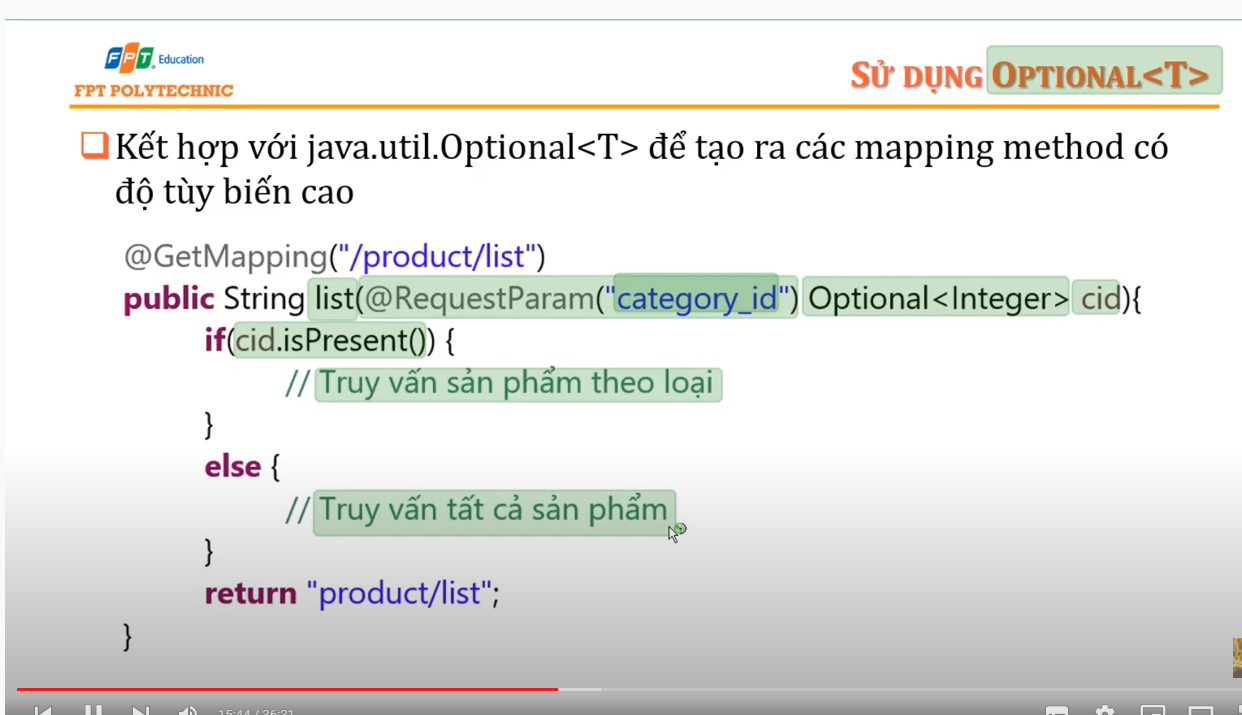 FPT Education
FPT POLYTECHNIC
SỬ DỤNG OPTIONAL<T>
Kết hợp với java.util.Optional<T> để tạo ra các mapping method có
độ tùy biến cao
@GetMapping("/product/list")
public String list(@RequestParam("category_id") Optional<Integer> cid){
if(cid.isPresent()) {
// Truy vấn sản phẩm theo loại
}
else {
// Truy vấn tất cả sản phẩm
}
return "product/list";
}
15:44 / 26:31